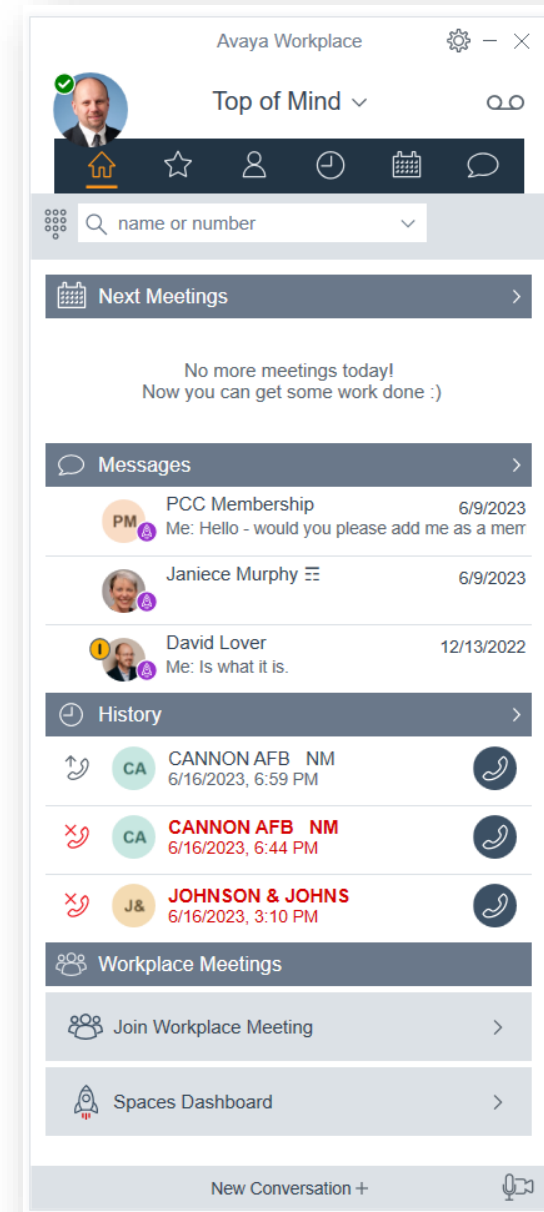 Avaya Workplace
Top of Mind
name or number
Next Meetings
No more meetings today!
Now you can get some work done :)
Messages
PM
PCC Membership 6/9/2023
Me: Hello - would you please add me as a mem
Janiece Murphy 6/9/2023
David Lover 12/13/2022
Me: Is what it is.
History
CA
CANNON AFB NM
6/16/2023, 6:59 PM
CA
CANNON AFB NM
6/16/2023, 6:44 PM
J&
JOHNSON & JOHNS
6/16/2023, 3:10 PM
Workplace Meetings
Join Workplace Meeting
Spaces Dashboard
New Conversation +